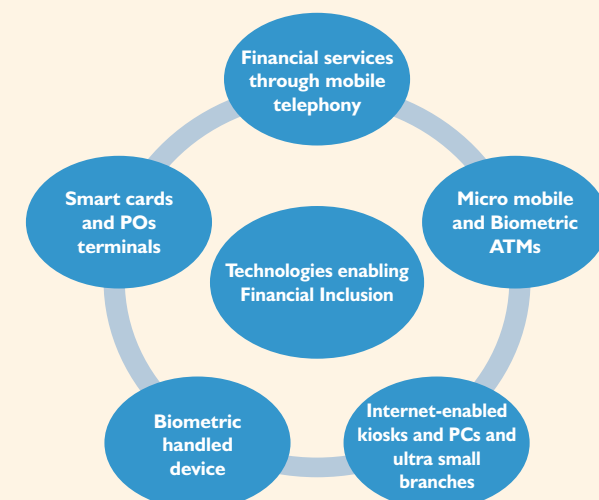 Financial services
through mobile
telephony
Smart cards
and POs
terminals
Micro mobile
and Biometric
ATMs
Technologies enabling
Financial Inclusion
Biometric
handled
device
Internet-enabled
kiosks and PCs and
ultra small
branches